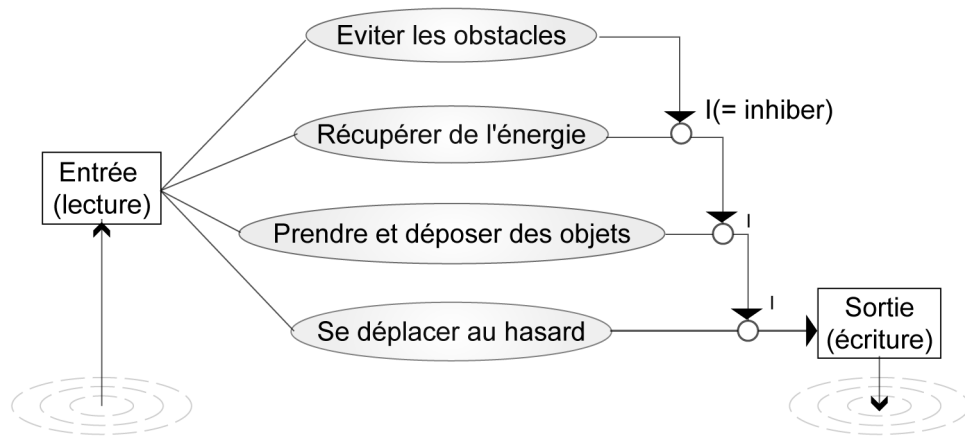 Eviter les obstacles
I(= inhiber)
Récupérer de l'énergie
Entrée
(lecture)
I
Prendre et déposer des objets
I
Se déplacer au hasard
Sortie
(écriture)